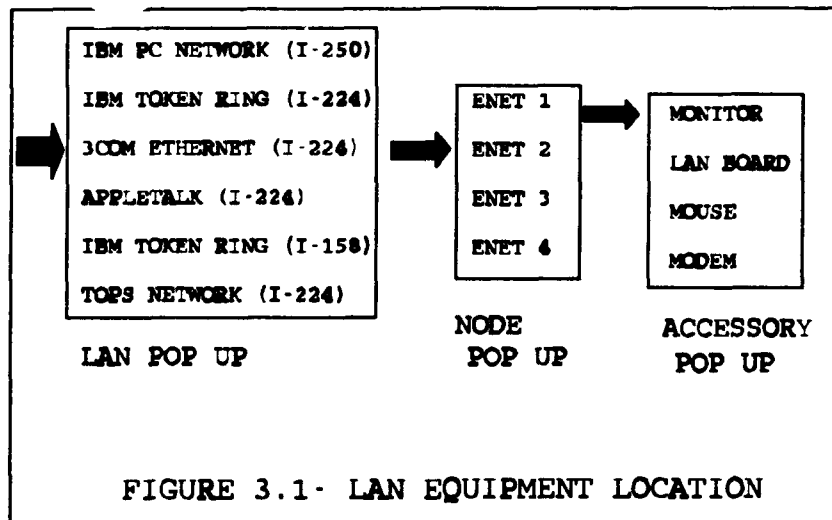 IBM PC NETWORK (I-250)
IBM TOKEN RING (I-224)
3COM ETHERNET (I-224)
APPLETALK (I-224)
IBM TOKEN RING (I-158)
TOPS NETWORK (I-224)
LAN POP UP
ENET 1
ENET 2
ENET 3
ENET 4
NODE
POP UP
MONITOR
LAN BOARD
MOUSE
MODEM
ACCESSORY
POP UP
FIGURE 3.1- LAN EQUIPMENT LOCATION